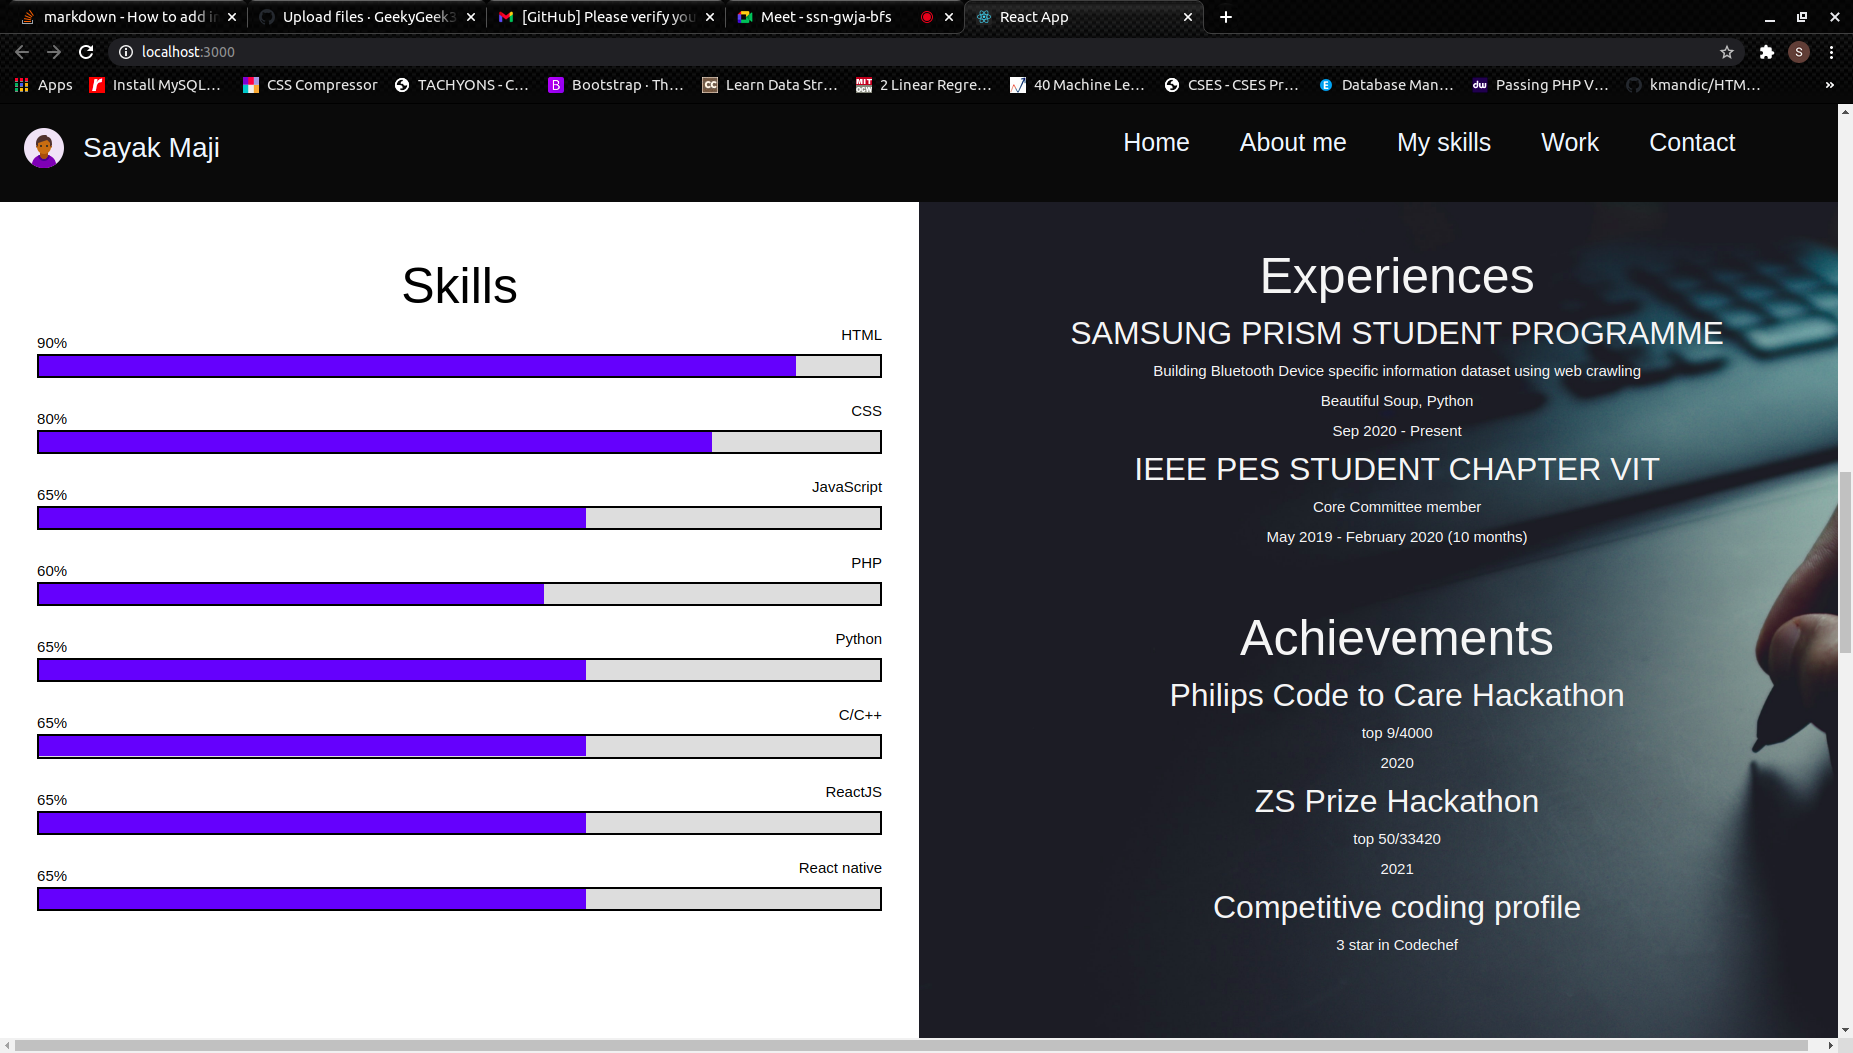 markdown - How to add i
Upload files · GeekyGeek3
[GitHub] Please verify you
Meet - ssn-gwja-bfs
React App
localhost:3000
S
Apps
Install MySQL...
CSS Compressor
TACHYONS - C...
Bootstrap · Th...
Learn Data Str...
2 Linear Regre...
40 Machine Le...
CSES - CSES Pr...
Database Man...
Passing PHP V...
kmandic/HTM...
»
Sayak Maji
Home
About me
My skills
Work
Contact
Skills
90%
HTML
80%
CSS
65%
JavaScript
60%
PHP
65%
Python
65%
C/C++
65%
ReactJS
65%
React native
Experiences
SAMSUNG PRISM STUDENT PROGRAMME
Building Bluetooth Device specific information dataset using web crawling
Beautiful Soup, Python
Sep 2020 - Present
IEEE PES STUDENT CHAPTER VIT
Core Committee member
May 2019 - February 2020 (10 months)
Achievements
Philips Code to Care Hackathon
top 9/4000
2020
ZS Prize Hackathon
top 50/33420
2021
Competitive coding profile
3 star in Codechef